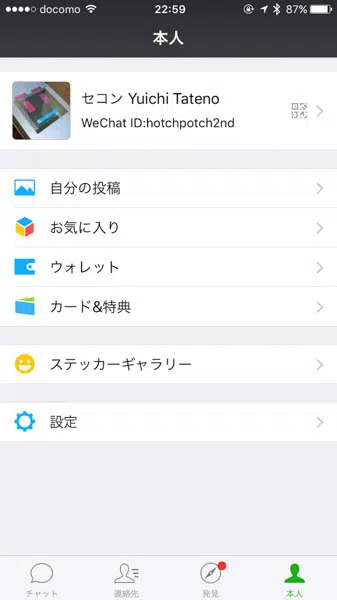 docomo 22:59 87%
本人
セコン Yuichi Tateno
WeChat ID:hotchpotch2nd
自分の投稿
お気に入り
ウォレット
カード&特典
ステッカーギャラリー
設定
チャット 連絡先 発見 本人